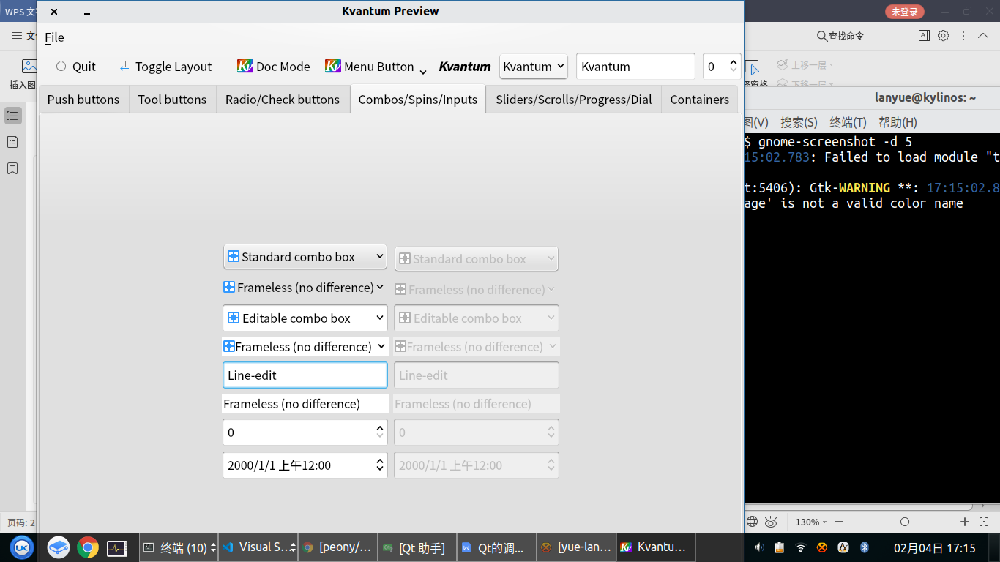 WPS 文
Kvantum Preview
未登录
File
查找命令
Quit
Toggle Layout
Doc Mode
Menu Button
Kvantum
Kvantum
Kvantum
0
插入图
上移一层
下移一层
Push buttons
Tool buttons
Radio/Check buttons
Combos/Spins/Inputs
Sliders/Scrolls/Progress/Dial
Containers
lanyue@kylinos: ~
图(V) 搜索(S) 终端(T) 帮助(H)
$ gnome-screenshot -d 5
15:02.783: Failed to load module "t
t:5406): Gtk-WARNING **: 17:15:02.8
age' is not a valid color name
Standard combo box
Standard combo box
Frameless (no difference)
Frameless (no difference)
Editable combo box
Editable combo box
Frameless (no difference)
Frameless (no difference)
Line-edit
Line-edit
Frameless (no difference)
Frameless (no difference)
0
0
2000/1/1 上午12:00
2000/1/1 上午12:00
页码: 2
130%
终端 (10)
Visual S...
[peony/...
[Qt 助手]
Qt的调...
[yue-lan...
Kvantu...
02月04日 17:15